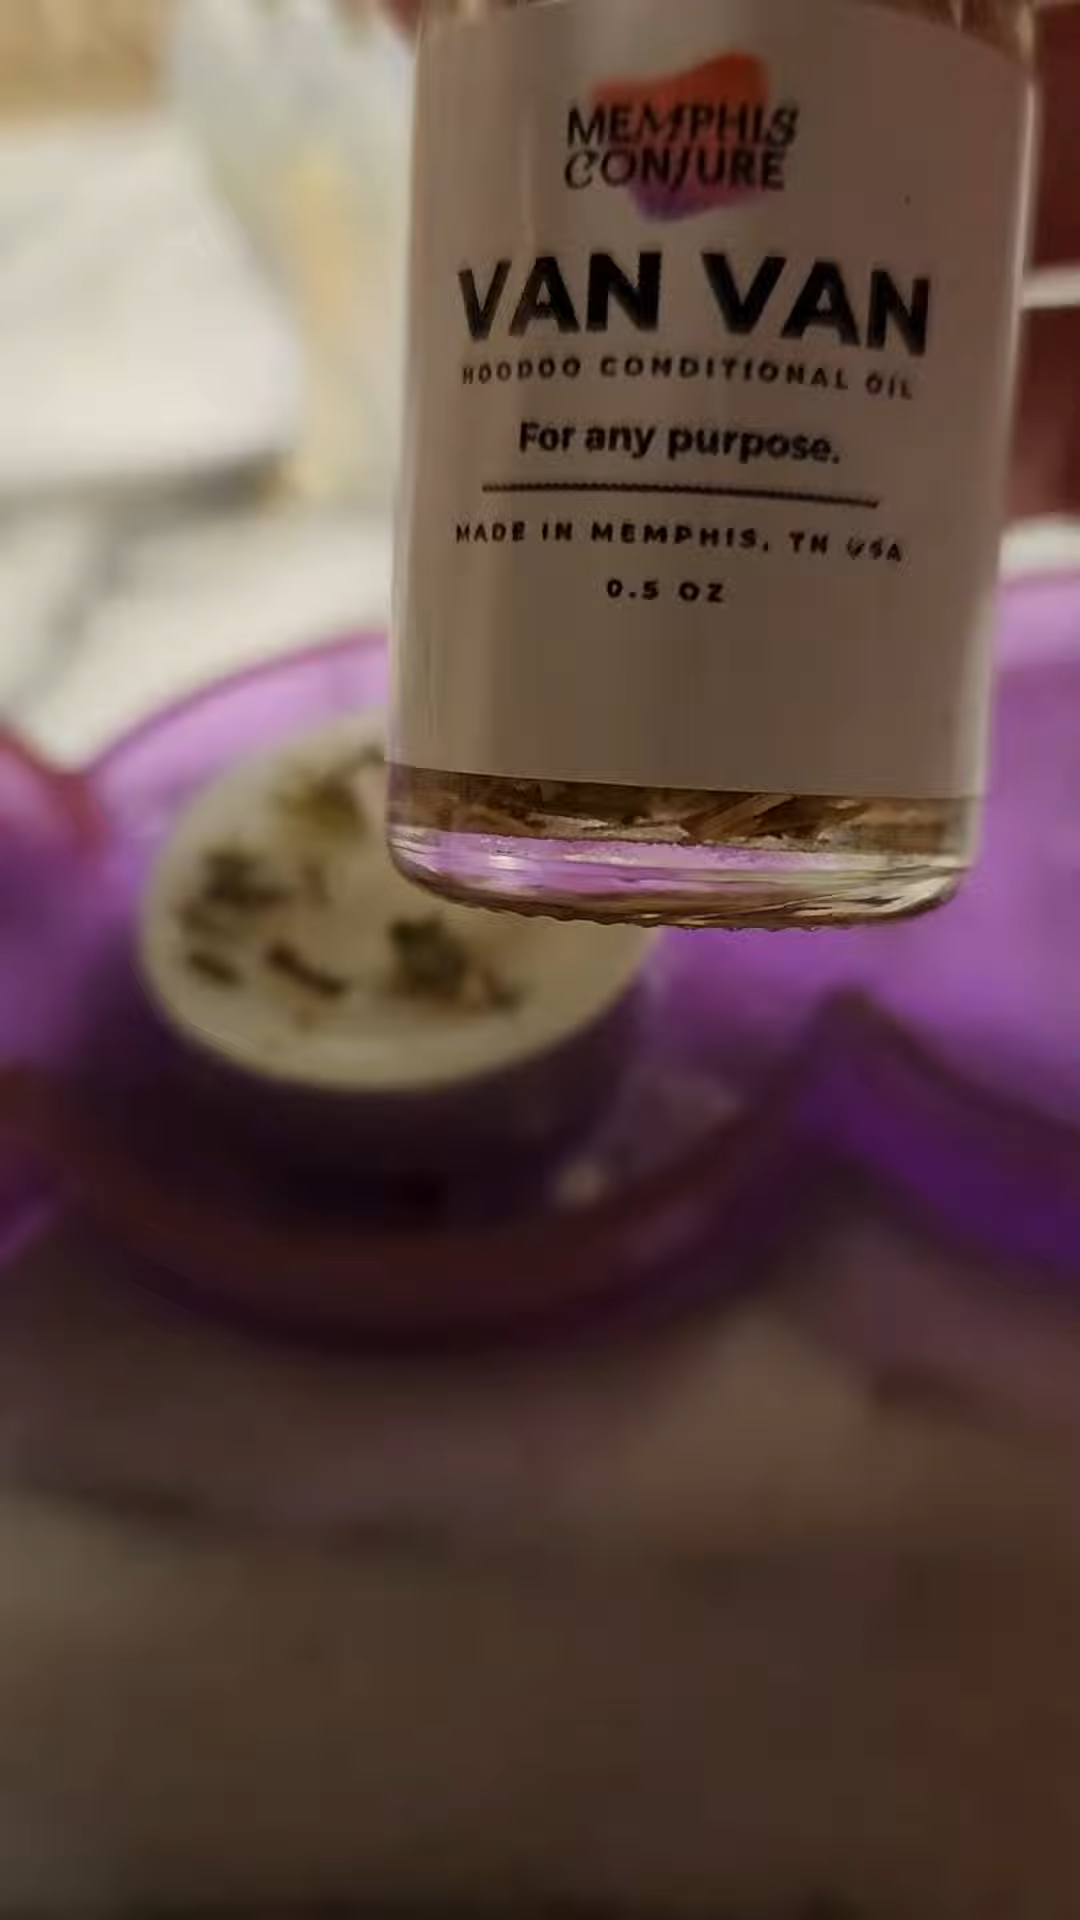 MEMPHIS
CONJURE
VAN VAN
HOODOO CONDITIONAL OIL
For any purpose.
MADE IN MEMPHIS, TN USA
0.5 OZ